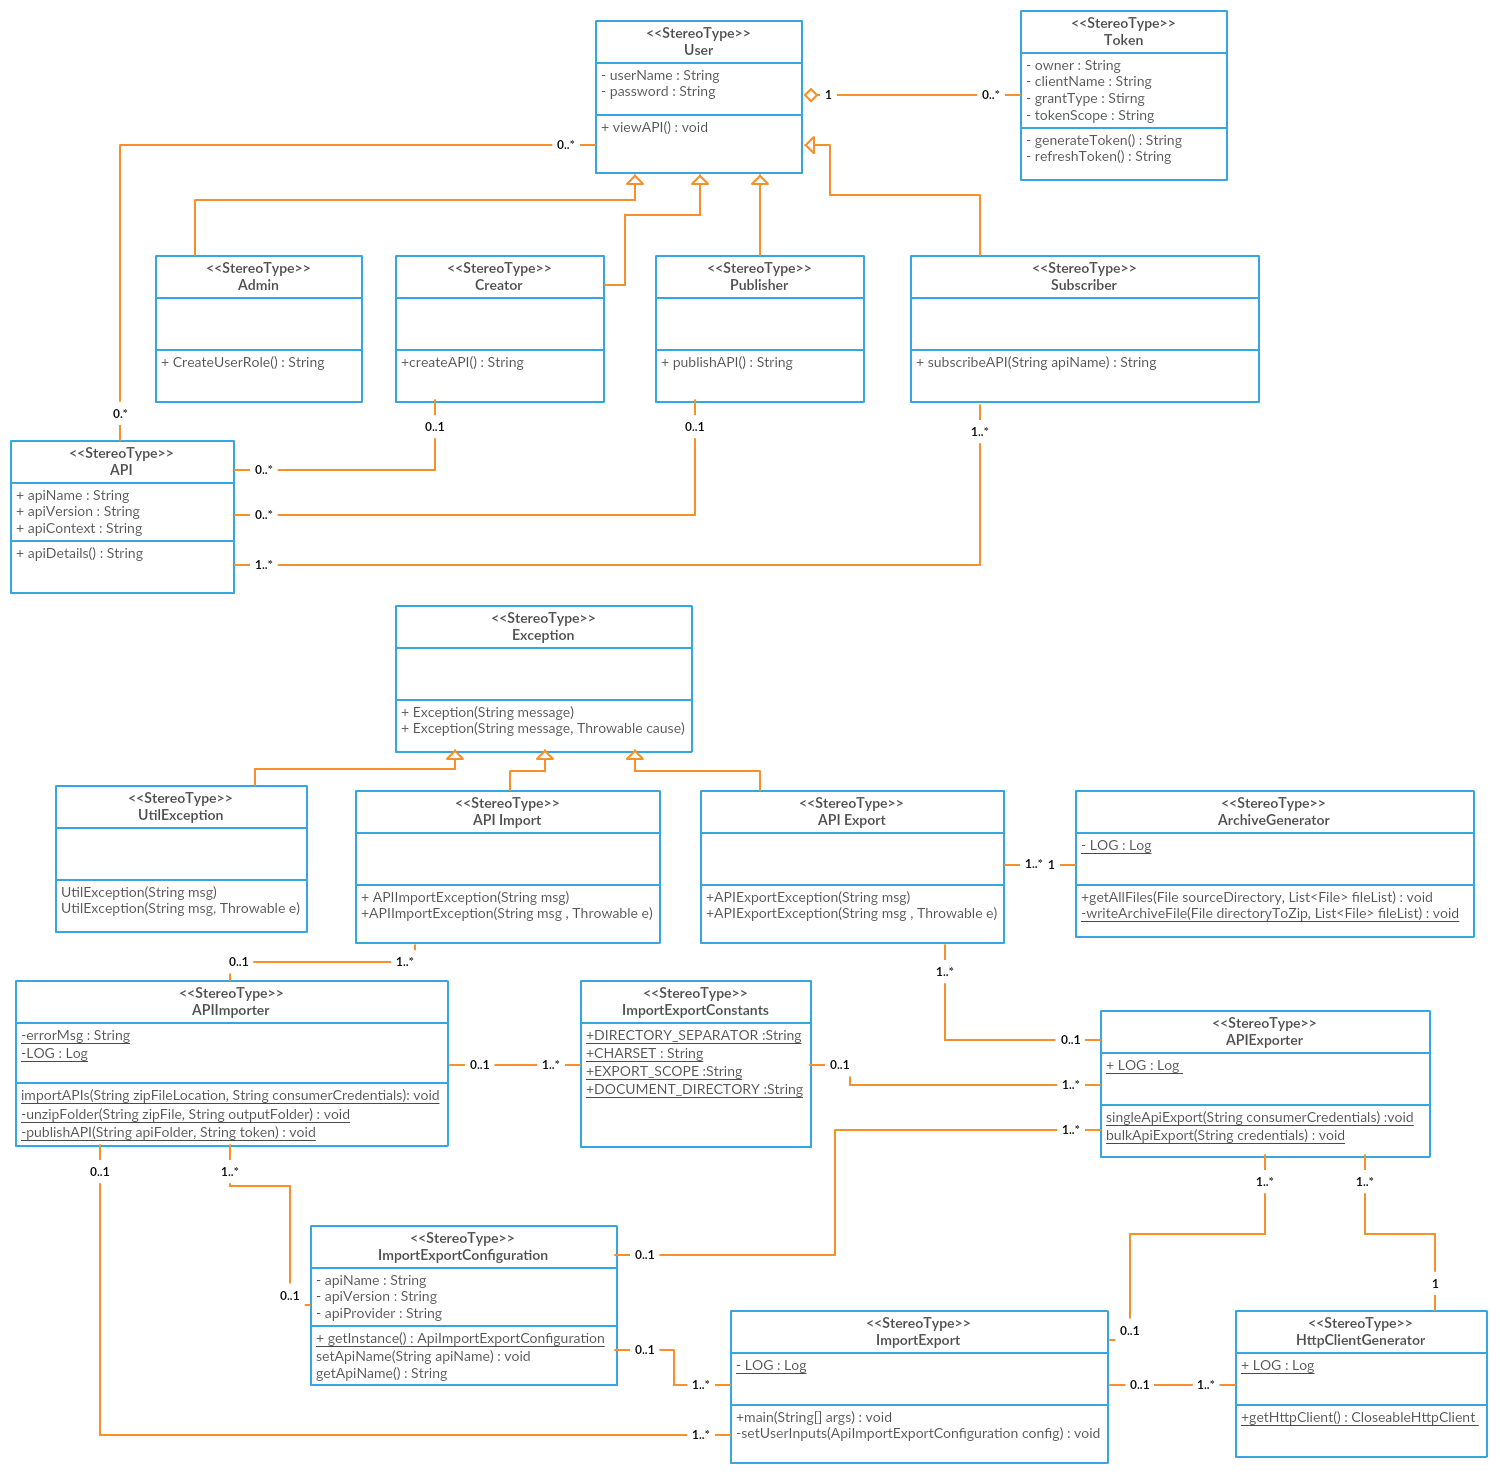 <<StereoType>>
User
- userName : String
- password : String
+ viewAPI() : void
1
0..*
<<StereoType>>
Token
- owner : String
- clientName : String
- grantType : Stirng
- tokenScope : String
- generateToken() : String
- refreshToken() : String
0..*
<<StereoType>>
Admin
+ CreateUserRole() : String
<<StereoType>>
Creator
+createAPI() : String
<<StereoType>>
Publisher
+ publishAPI() : String
<<StereoType>>
Subscriber
+ subscribeAPI(String apiName) : String
0.*
0..1
0..1
1..*
<<StereoType>>
API
+ apiName : String
+ apiVersion : String
+ apiContext : String
+ apiDetails() : String
0..*
0..*
1..*
<<StereoType>>
Exception
+ Exception(String message)
+ Exception(String message, Throwable cause)
<<StereoType>>
UtilException
UtilException(String msg)
UtilException(String msg, Throwable e)
<<StereoType>>
API Import
+ APIImportException(String msg)
+APIImportException(String msg , Throwable e)
<<StereoType>>
API Export
+APIExportException(String msg)
+APIExportException(String msg , Throwable e)
1..*
1
<<StereoType>>
ArchiveGenerator
- LOG : Log
+getAllFiles(File sourceDirectory, List<File> fileList) : void
-writeArchiveFile(File directoryToZip, List<File> fileList) : void
0..1
1..*
1..*
<<StereoType>>
APIImporter
-errorMsg : String
-LOG : Log
importAPIs(String zipFileLocation, String consumerCredentials): void
-unzipFolder(String zipFile, String outputFolder) : void
-publishAPI(String apiFolder, String token) : void
0..1
1..*
<<StereoType>>
ImportExportConstants
+DIRECTORY_SEPARATOR :String
+CHARSET : String
+EXPORT_SCOPE :String
+DOCUMENT_DIRECTORY :String
0..1
0..1
1..*
1..*
<<StereoType>>
APIExporter
+ LOG : Log
singleApiExport(String consumerCredentials) :void
bulkApiExport(String credentials) : void
0..1
1..*
1..*
1..*
<<StereoType>>
ImportExportConfiguration
- apiName : String
- apiVersion : String
- apiProvider : String
+ getInstance() : ApiImportExportConfiguration
setApiName(String apiName) : void
getApiName() : String
0..1
0..1
0..1
1..*
1..*
<<StereoType>>
ImportExport
- LOG : Log
+main(String[] args) : void
-setUserInputs(ApiImportExportConfiguration config) : void
0..1
0..1
1..*
1
<<StereoType>>
HttpClientGenerator
+ LOG : Log
+getHttpClient() : CloseableHttpClient